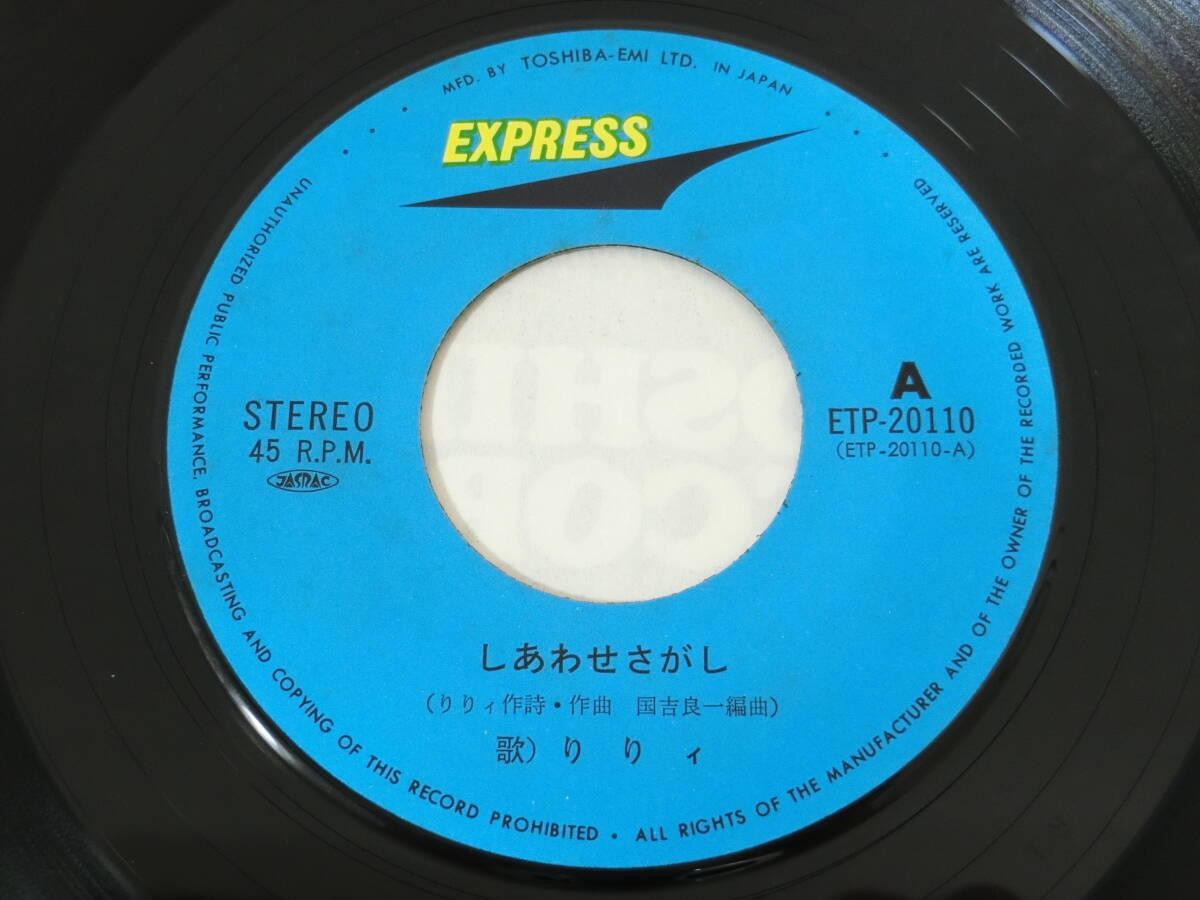 MFD. BY TOSHIBA-EMI LTD. IN JAPAN
EXPRESS
STEREO
45 R.P.M.
JASRAC
A
ETP-20110
(ETP-20110-A)
しあわせさがし
(りりィ作詩・作曲 国吉良一編曲)
歌)りりィ
UNAUTHORIZED PUBLIC PERFORMANCE, BROADCASTING AND COPYING OF THIS RECORD PROHIBITED • ALL RIGHTS OF THE MANUFACTURER AND OF THE OWNER OF THE RECORDED WORK ARE RESERVED